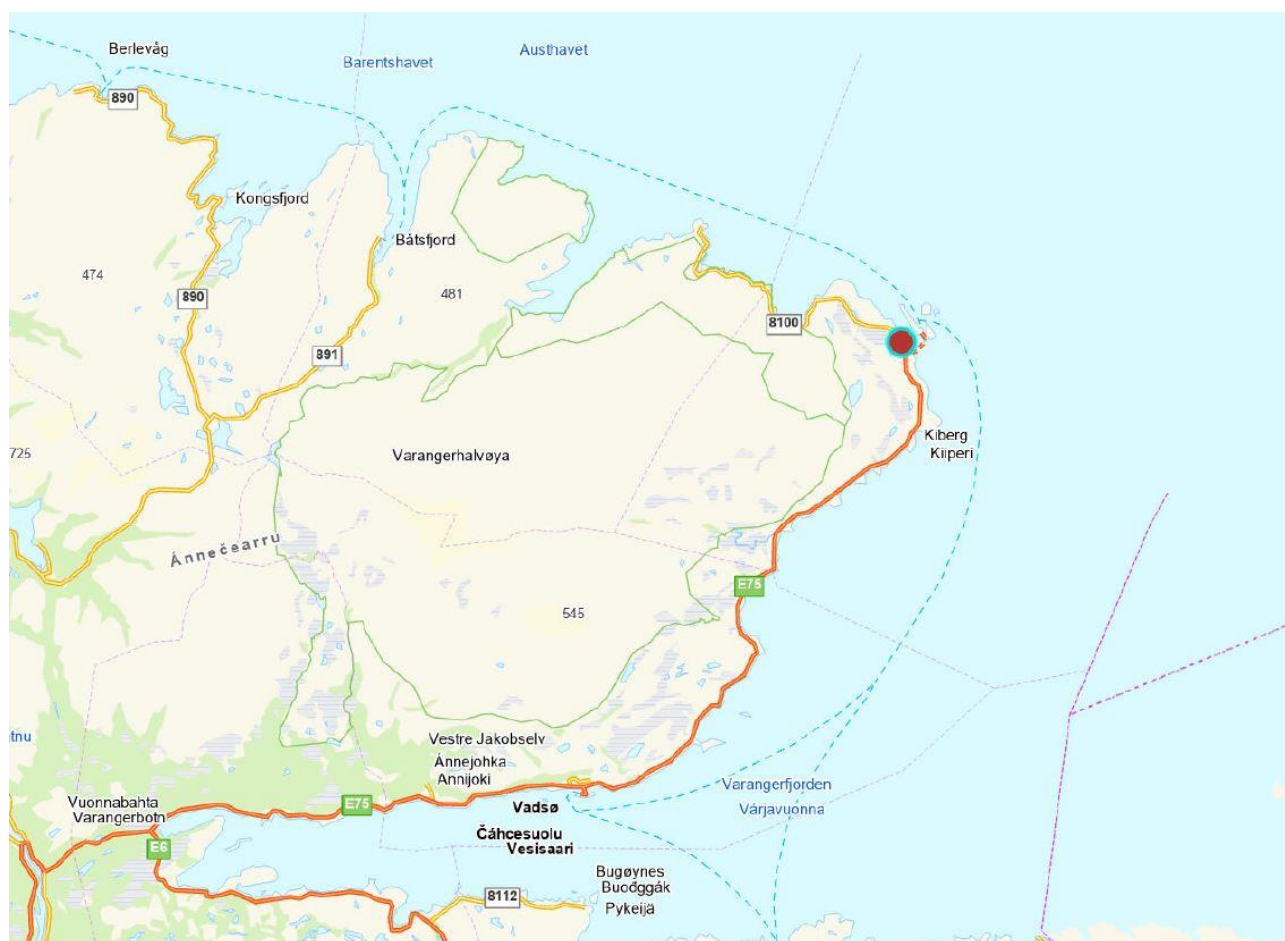 Berlevåg
Austhavet
Barentshavet
890
Kongsfjord
Båtsfjord
474
481
890
8100
891
Kiberg
Kiiperi
725
Varangerhalvøya
Ánnečearru
E75
545
tnu
Vestre Jakobselv
Ánnejohka
Annijoki
Varangerfjorden
Várjavuonna
Vuonnabahta
Varangerbotn
E75
Vadsø
Čáhcesuolu
Vesisaari
E6
Bugøynes
Buođggák
Pykeijä
8112